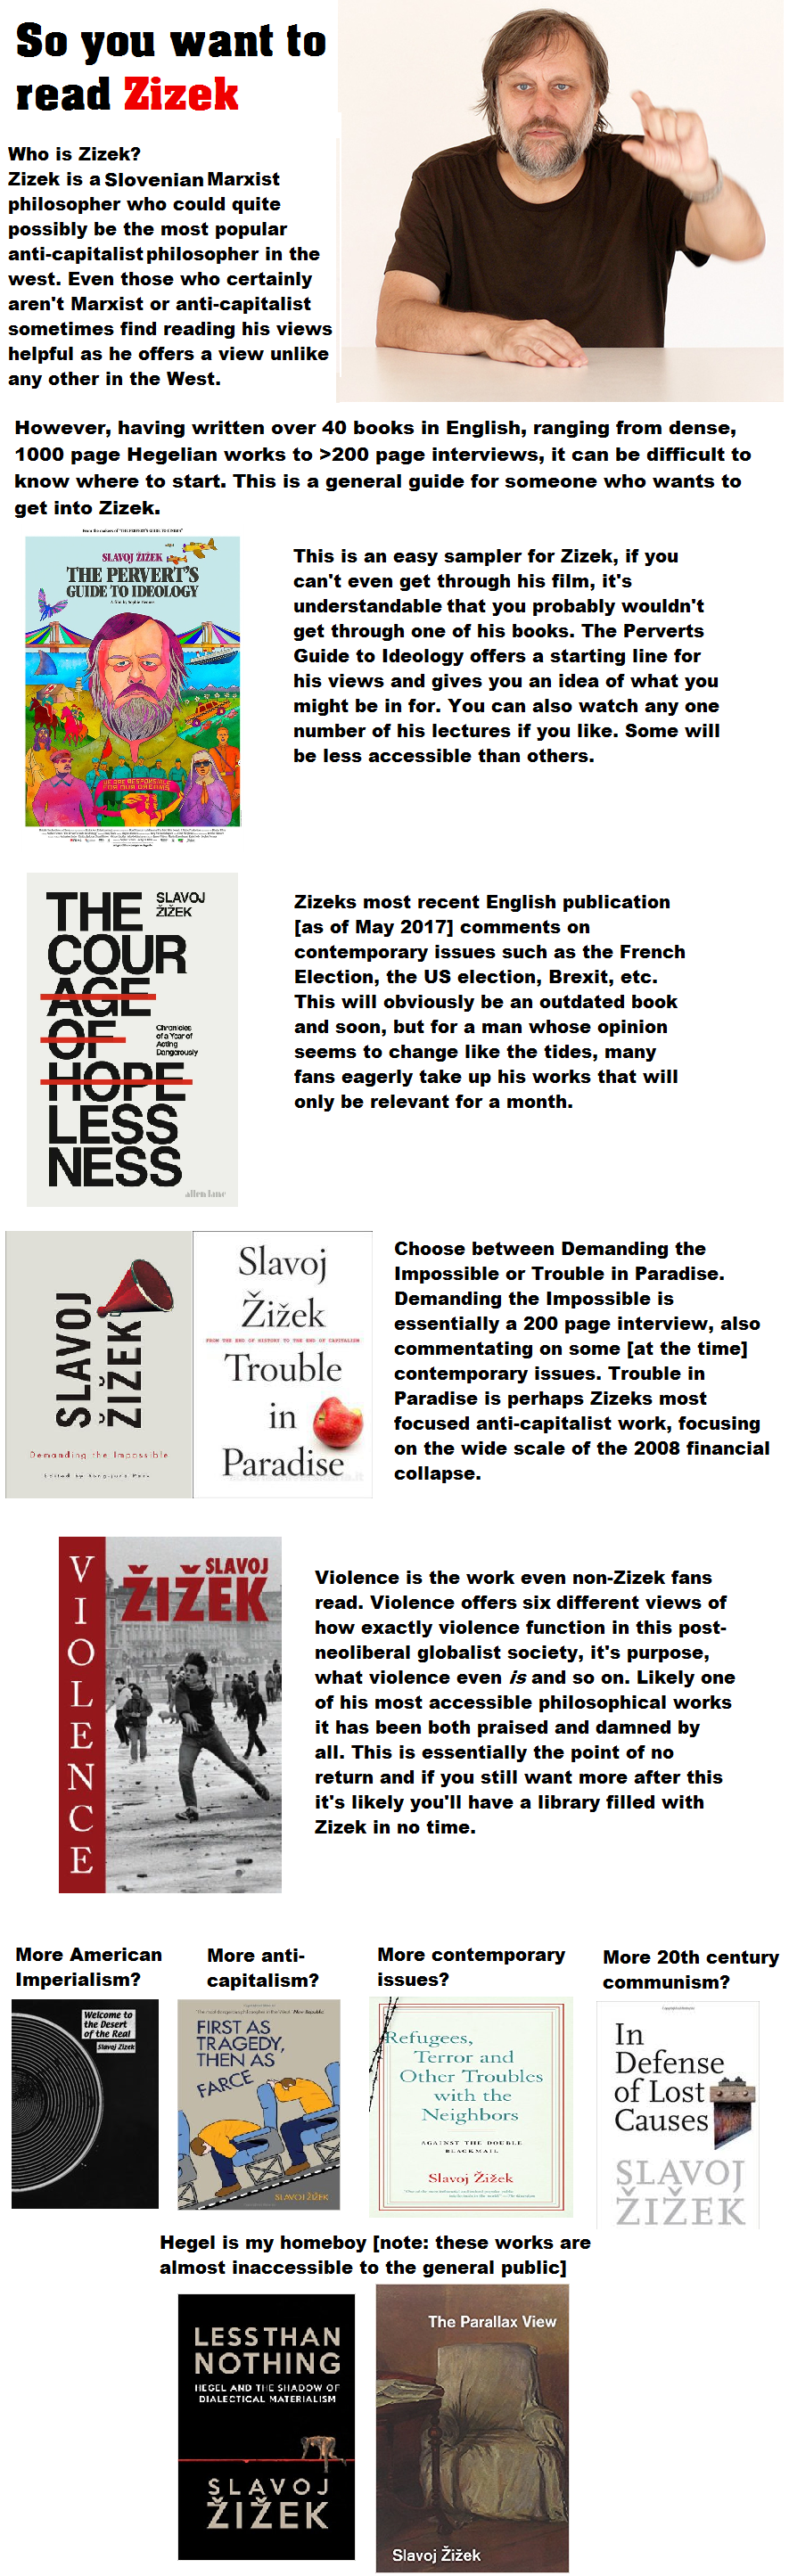 So you want to
read Zizek
Who is Zizek?
Zizek is a Slovenian Marxist
philosopher who could quite
possibly be the most popular
anti-capitalist philosopher in the
west. Even those who certainly
aren't Marxist or anti-capitalist
sometimes find reading his views
helpful as he offers a view unlike
any other in the West.
However, having written over 40 books in English, ranging from dense,
1000 page Hegelian works to >200 page interviews, it can be difficult to
know where to start. This is a general guide for someone who wants to
get into Zizek.
SLAVOJ ŽIŽEK
THE PERVERT'S
GUIDE TO IDEOLOGY
WE ARE RESPONSIBLE
FOR OUR DREAMS
This is an easy sampler for Zizek, if you
can't even get through his film, it's
understandable that you probably wouldn't
get through one of his books. The Perverts
Guide to Ideology offers a starting line for
his views and gives you an idea of what you
might be in for. You can also watch any one
number of his lectures if you like. Some will
be less accessible than others.
THE
COUR
AGE
OF
HOPE
LESS
NESS
SLAVOJ
ŽIŽEK
Chronicles
of a Year of
Acting
Dangerously
allen lane
Zizeks most recent English publication
[as of May 2017] comments on
contemporary issues such as the French
Election, the US election, Brexit, etc.
This will obviously be an outdated book
and soon, but for a man whose opinion
seems to change like the tides, many
fans eagerly take up his works that will
only be relevant for a month.
SLAVOJ
ŽIŽEK
Demanding the Impossible
Slavoj
Žižek
FROM THE END OF HISTORY TO THE END OF CAPITALISM
Trouble
in
Paradise
Choose between Demanding the
Impossible or Trouble in Paradise.
Demanding the Impossible is
essentially a 200 page interview, also
commentating on some [at the time]
contemporary issues. Trouble in
Paradise is perhaps Zizeks most
focused anti-capitalist work, focusing
on the wide scale of the 2008 financial
collapse.
VIOLENCE
SLAVOJ
ŽIŽEK
Violence is the work even non-Zizek fans
read. Violence offers six different views of
how exactly violence function in this post-
neoliberal globalist society, it's purpose,
what violence even is and so on. Likely one
of his most accessible philosophical works
it has been both praised and damned by
all. This is essentially the point of no
return and if you still want more after this
it's likely you'll have a library filled with
Zizek in no time.
More American
Imperialism?
Welcome to
the Desert
of the Real
Slavoj Žižek
More anti-
capitalism?
FIRST AS
TRAGEDY,
THEN AS
FARCE
SLAVOJ ŽIŽEK
More contemporary
issues?
Refugees,
Terror and
Other Troubles
with the
Neighbors
AGAINST THE DOUBLE
BLACKMAIL
Slavoj Žižek
More 20th century
communism?
In
Defense
of Lost
Causes
SLAVOJ
ŽIŽEK
Hegel is my homeboy [note: these works are
almost inaccessible to the general public]
LESS THAN
NOTHING
HEGEL AND THE SHADOW OF
DIALECTICAL MATERIALISM
SLAVOJ
ŽIŽEK
The Parallax View
Slavoj Žižek